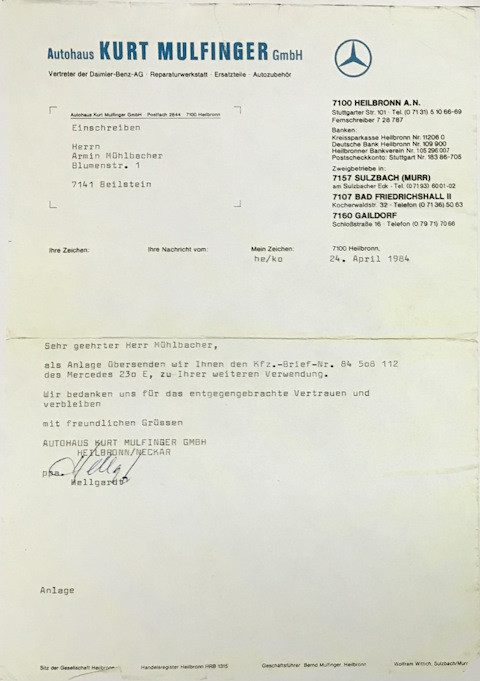 Autohaus KURT MULFINGER GmbH
Vertreter der Daimler-Benz-AG · Reparaturwerkstatt · Ersatzteile · Autozubehör
Autohaus Kurt Mulfinger GmbH Postfach 2644 7100 Heilbronn
Einschreiben
Herrn
Armin Mühlbacher
Blumenstr. 1
7141 Beilstein
7100 HEILBRONN A. N.
Stuttgarter Str. 101 · Tel. (0 71 31) 5 10 66-69
Fernschreiber 7 28 787
Banken:
Kreissparkasse Heilbronn Nr. 11206 0
Deutsche Bank Heilbronn Nr. 109 900
Heilbronner Bankverein Nr. 105 296 007
Postscheckkonto: Stuttgart Nr. 183 86-705
Zweigbetriebe in:
7157 SULZBACH (MURR)
am Sulzbacher Eck · Tel. (0 71 93) 60 01-02
7107 BAD FRIEDRICHSHALL II
Kocherwaldstr. 32 · Telefon (0 71 36) 50 63
7160 GAILDORF
Schloßstraße 16 · Telefon (0 79 71) 70 66
Ihre Zeichen: Ihre Nachricht vom: Mein Zeichen: 7100 Heilbronn,
he/ko 24. April 1984
Sehr geehrter Herr Mühlbacher,
als Anlage übersenden wir Ihnen den Kfz.-Brief-Nr. 84 508 112
des Mercedes 230 E, zu Ihrer weiteren Verwendung.
Wir bedanken uns für das entgegengebrachte Vertrauen und
verbleiben
mit freundlichen Grüssen
AUTOHAUS KURT MULFINGER GMBH
HEILBRONN/NECKAR
ppa.
Hellgardt
Anlage
Sitz der Gesellschaft Heilbronn Handelsregister Heilbronn HRB 1315 Geschäftsführer: Bernd Mulfinger, Heilbronn Wolfram Wittich, Sulzbach/Murr